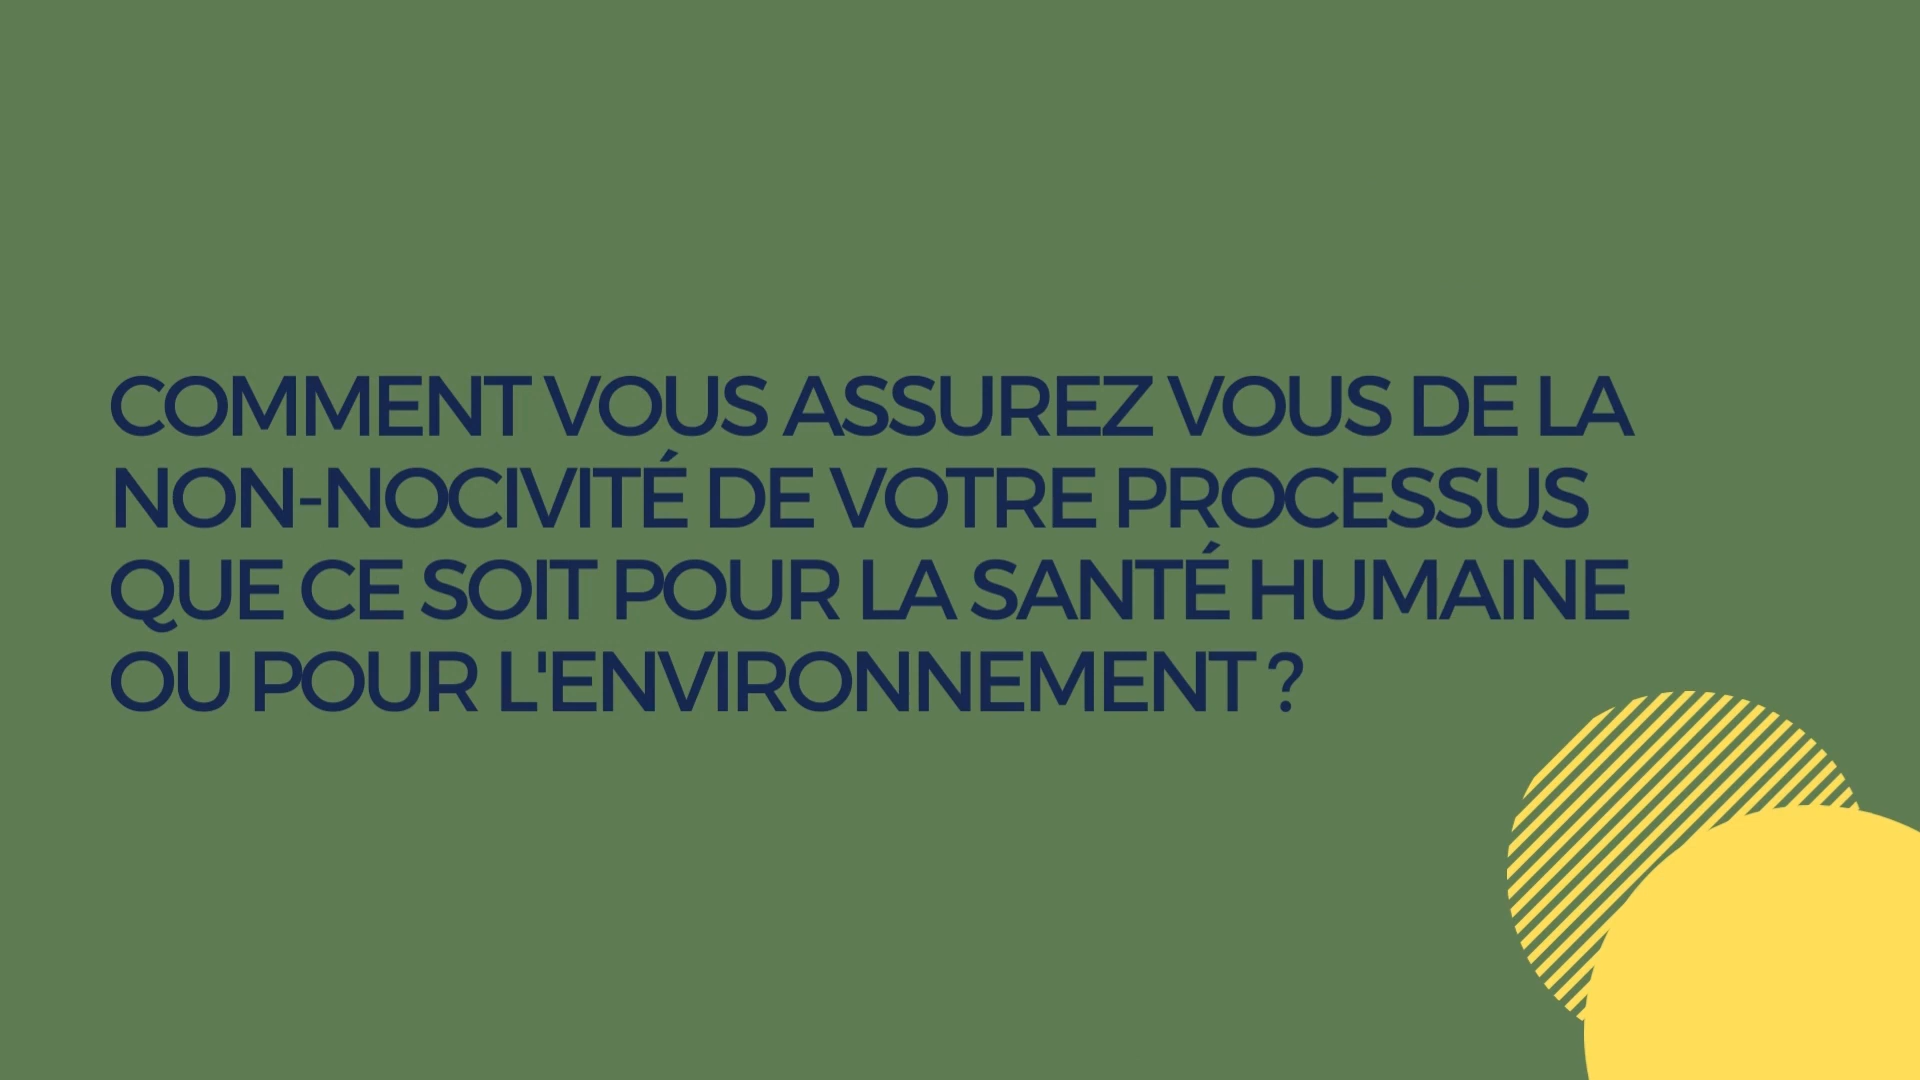 COMMENT VOUS ASSUREZ VOUS DE LA
NON-NOCIVITÉ DE VOTRE PROCESSUS
QUE CE SOIT POUR LA SANTÉ HUMAINE
OU POUR L'ENVIRONNEMENT ?